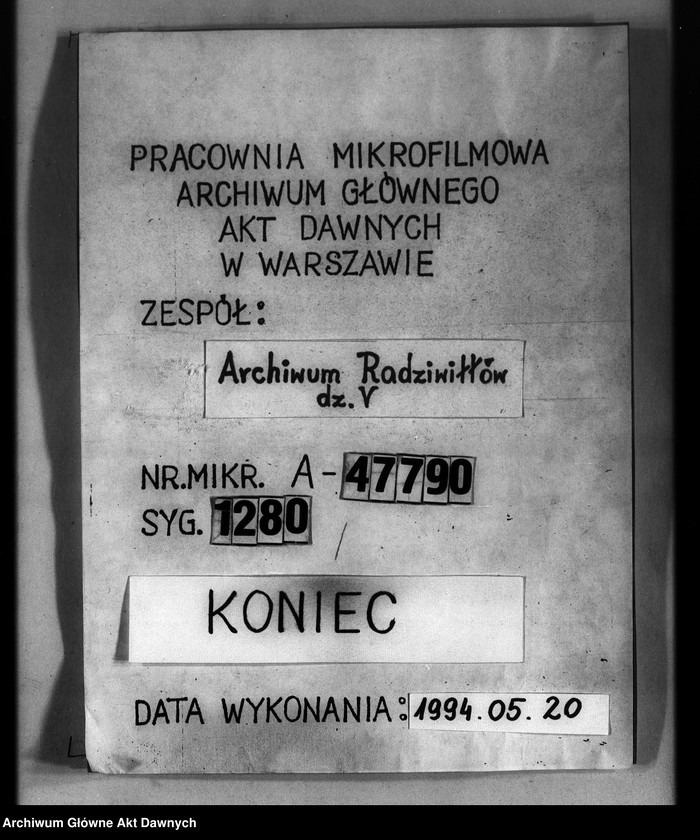 PRACOWNIA MIKROFILMOWA
ARCHIWUM GŁÓWNEGO
AKT DAWNYCH
W WARSZAWIE
ZESPÓŁ:
Archiwum Radziwiłłów
dz. V
NR.MIKR. A-47790
SYG. 1280
KONIEC
DATA WYKONANIA: 1994.05.20
Archiwum Główne Akt Dawnych